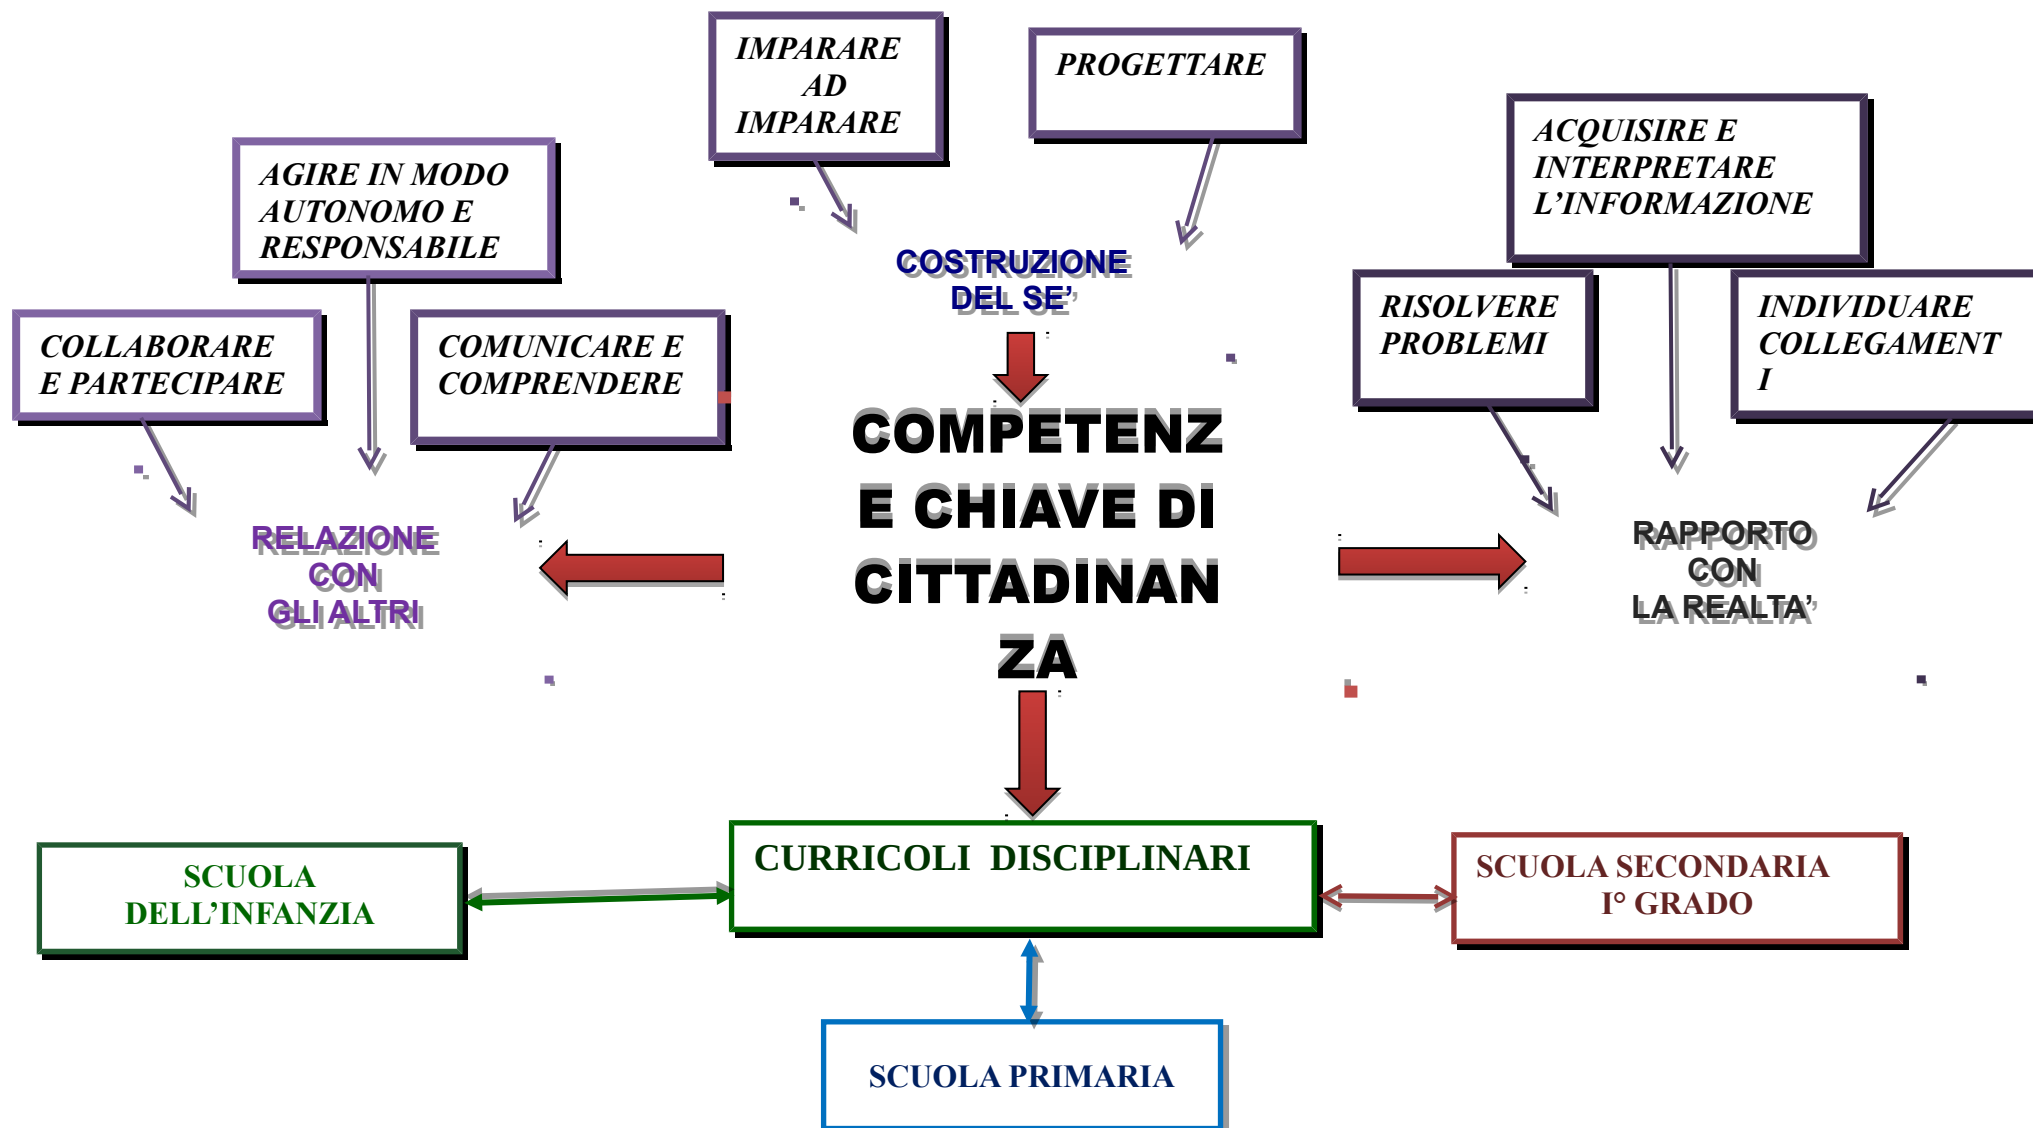 IMPARARE
AD
IMPARARE
PROGETTARE
ACQUISIRE E
INTERPRETARE
L’INFORMAZIONE
AGIRE IN MODO
AUTONOMO E
RESPONSABILE
COSTRUZIONE
DEL SE’
COLLABORARE
E PARTECIPARE
COMUNICARE E
COMPRENDERE
RISOLVERE
PROBLEMI
INDIVIDUARE
COLLEGAMENT
I
COMPETENZ
E CHIAVE DI
CITTADINAN
ZA
RELAZIONE
CON
GLI ALTRI
RAPPORTO
CON
LA REALTA’
CURRICOLI  DISCIPLINARI
SCUOLA
DELL’INFANZIA
SCUOLA SECONDARIA
I° GRADO
SCUOLA PRIMARIA